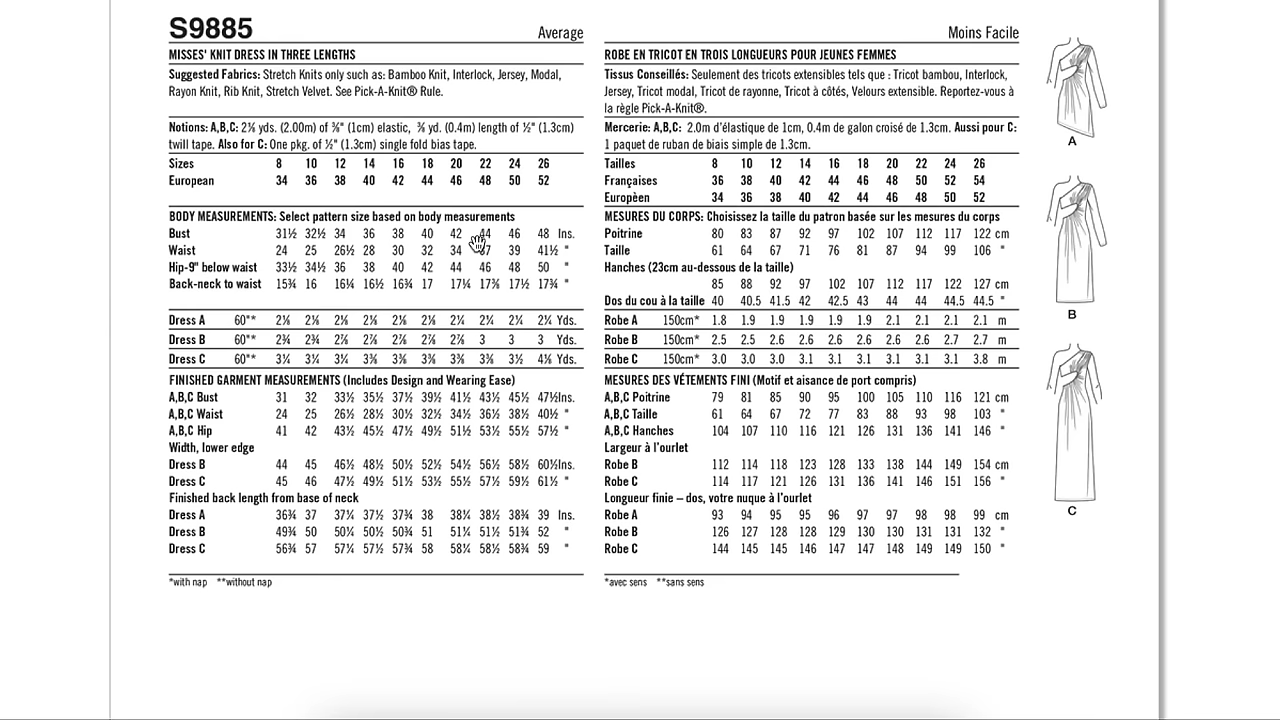 S9885
Average
MISSES' KNIT DRESS IN THREE LENGTHS
Suggested Fabrics: Stretch Knits only such as: Bamboo Knit, Interlock, Jersey, Modal,
Rayon Knit, Rib Knit, Stretch Velvet. See Pick-A-Knit® Rule.
Notions: A,B,C: 2⅛ yds. (2.00m) of ⅜" (1cm) elastic, ⅜ yd. (0.4m) length of ½" (1.3cm)
twill tape. Also for C: One pkg. of ½" (1.3cm) single fold bias tape.
Sizes 8 10 12 14 16 18 20 22 24 26
European 34 36 38 40 42 44 46 48 50 52
BODY MEASUREMENTS: Select pattern size based on body measurements
Bust 31½ 32½ 34 36 38 40 42 44 46 48 Ins.
Waist 24 25 26½ 28 30 32 34 37 39 41½ "
Hip-9" below waist 33½ 34½ 36 38 40 42 44 46 48 50 "
Back-neck to waist 15¾ 16 16¼ 16½ 16¾ 17 17¼ 17⅜ 17½ 17¾ "
Dress A 60"** 2⅛ 2⅛ 2⅛ 2⅛ 2⅛ 2⅛ 2¼ 2¼ 2¼ 2¼ Yds.
Dress B 60"** 2¾ 2¾ 2⅞ 2⅞ 2⅞ 2⅞ 2⅞ 3 3 3 Yds.
Dress C 60"** 3¼ 3¼ 3¼ 3⅜ 3⅜ 3⅜ 3⅜ 3⅜ 3½ 4⅛ Yds.
FINISHED GARMENT MEASUREMENTS (Includes Design and Wearing Ease)
A,B,C Bust 31 32 33½ 35½ 37½ 39½ 41½ 43½ 45½ 47½ Ins.
A,B,C Waist 24 25 26½ 28½ 30½ 32½ 34½ 36½ 38½ 40½ "
A,B,C Hip 41 42 43½ 45½ 47½ 49½ 51½ 53½ 55½ 57½ "
Width, lower edge
Dress B 44 45 46½ 48½ 50½ 52½ 54½ 56½ 58½ 60½ Ins.
Dress C 45 46 47½ 49½ 51½ 53½ 55½ 57½ 59½ 61½ "
Finished back length from base of neck
Dress A 36¾ 37 37¼ 37½ 37¾ 38 38¼ 38½ 38¾ 39 Ins.
Dress B 49¾ 50 50¼ 50½ 50¾ 51 51¼ 51½ 51¾ 52 "
Dress C 56¾ 57 57¼ 57½ 57¾ 58 58¼ 58½ 58¾ 59 "
*with nap **without nap
Moins Facile
ROBE EN TRICOT EN TROIS LONGUEURS POUR JEUNES FEMMES
Tissus Conseillés: Seulement des tricots extensibles tels que : Tricot bambou, Interlock,
Jersey, Tricot modal, Tricot de rayonne, Tricot à côtés, Velours extensible. Reportez-vous à
la règle Pick-A-Knit®.
Mercerie: A,B,C: 2.0m d'élastique de 1cm, 0.4m de galon croisé de 1.3cm. Aussi pour C:
1 paquet de ruban de biais simple de 1.3cm.
Tailles 8 10 12 14 16 18 20 22 24 26
Françaises 36 38 40 42 44 46 48 50 52 54
Europèen 34 36 38 40 42 44 46 48 50 52
MESURES DU CORPS: Choisissez la taille du patron basée sur les mesures du corps
Poitrine 80 83 87 92 97 102 107 112 117 122 cm
Taille 61 64 67 71 76 81 87 94 99 106 "
Hanches (23cm au-dessous de la taille)
85 88 92 97 102 107 112 117 122 127 cm
Dos du cou à la taille 40 40.5 41.5 42 42.5 43 44 44 44.5 44.5 "
Robe A 150cm* 1.8 1.9 1.9 1.9 1.9 1.9 2.1 2.1 2.1 2.1 m
Robe B 150cm* 2.5 2.5 2.6 2.6 2.6 2.6 2.6 2.6 2.7 2.7 m
Robe C 150cm* 3.0 3.0 3.0 3.1 3.1 3.1 3.1 3.1 3.1 3.8 m
MESURES DES VÉTEMENTS FINI (Motif et aisance de port compris)
A,B,C Poitrine 79 81 85 90 95 100 105 110 116 121 cm
A,B,C Taille 61 64 67 72 77 83 88 93 98 103 "
A,B,C Hanches 104 107 110 116 121 126 131 136 141 146 "
Largeur à l'ourlet
Robe B 112 114 118 123 128 133 138 144 149 154 cm
Robe C 114 117 121 126 131 136 141 146 151 156 "
Longueur finie – dos, votre nuque à l'ourlet
Robe A 93 94 95 95 96 97 97 98 98 99 cm
Robe B 126 127 128 128 129 130 130 131 131 132 "
Robe C 144 145 145 146 147 147 148 149 149 150 "
*avec sens **sans sens
A
B
C